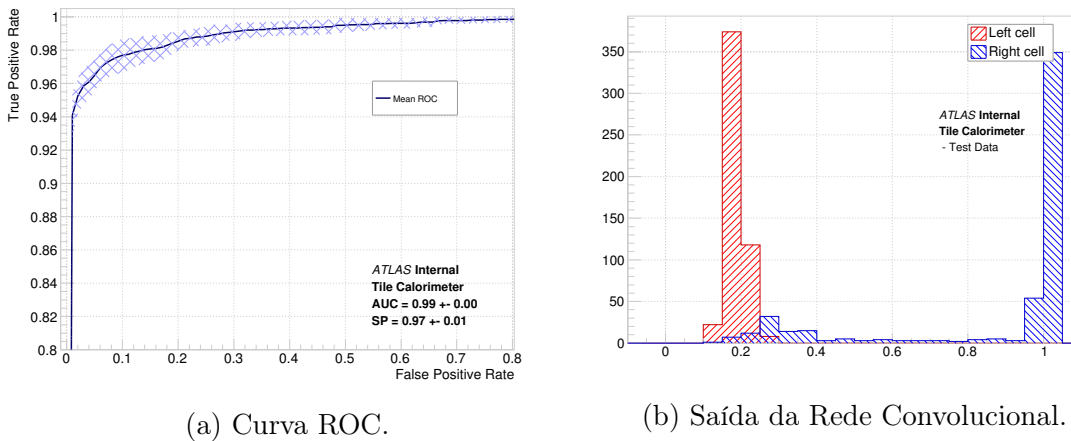 True Positive Rate
1
0.98
0.96
0.94
0.92
0.9
0.88
0.86
0.84
0.82
0.8
Mean ROC
ATLAS Internal
Tile Calorimeter
AUC = 0.99 +- 0.00
SP = 0.97 +- 0.01
0 0.1 0.2 0.3 0.4 0.5 0.6 0.7 0.8
False Positive Rate
(a) Curva ROC.
350
300
250
200
150
100
50
0
Left cell
Right cell
ATLAS Internal
Tile Calorimeter
- Test Data
0 0.2 0.4 0.6 0.8 1
(b) Saída da Rede Convolucional.